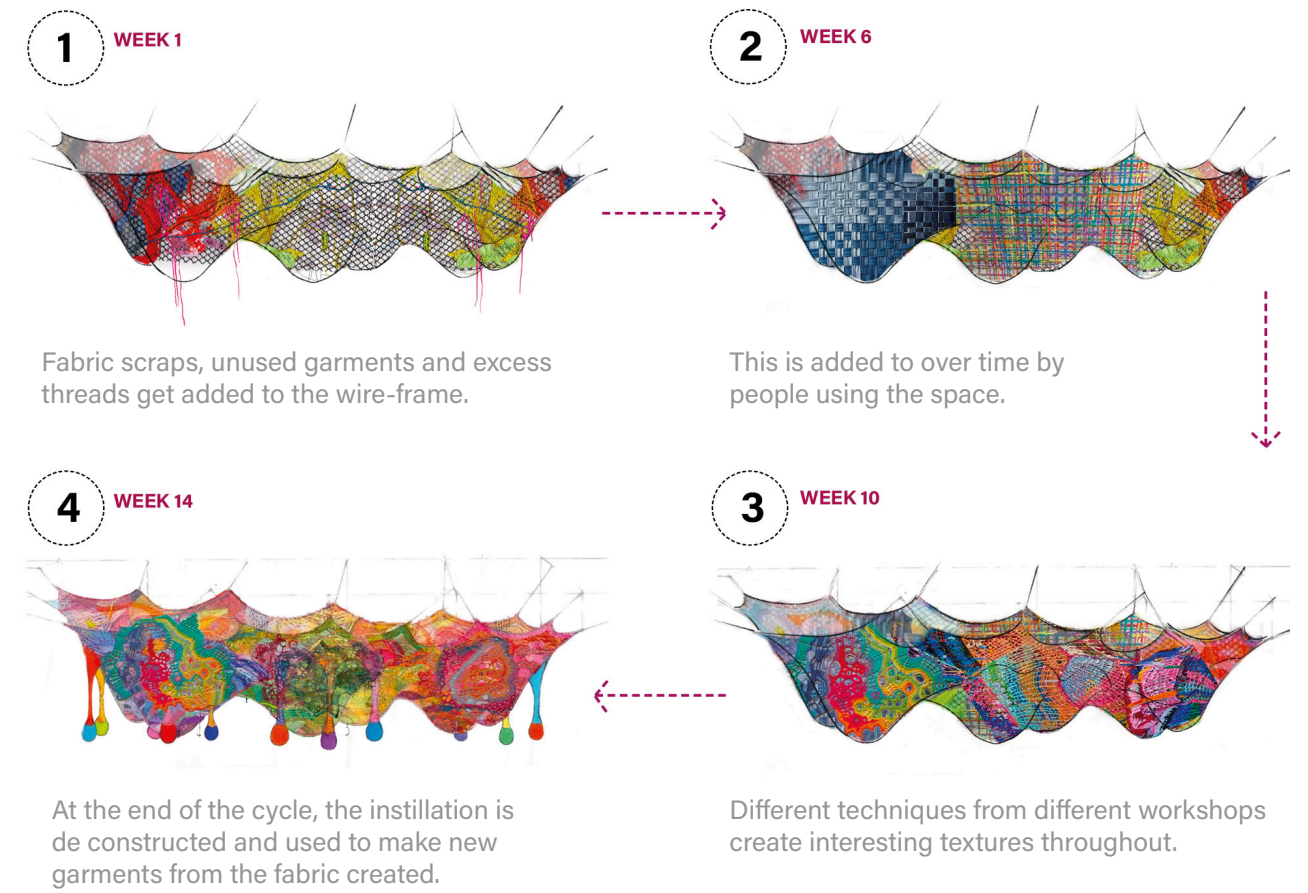 1
WEEK 1
Fabric scraps, unused garments and excess
threads get added to the wire-frame.
2
WEEK 6
This is added to over time by
people using the space.
3
WEEK 10
Different techniques from different workshops
create interesting textures throughout.
4
WEEK 14
At the end of the cycle, the instillation is
de constructed and used to make new
garments from the fabric created.